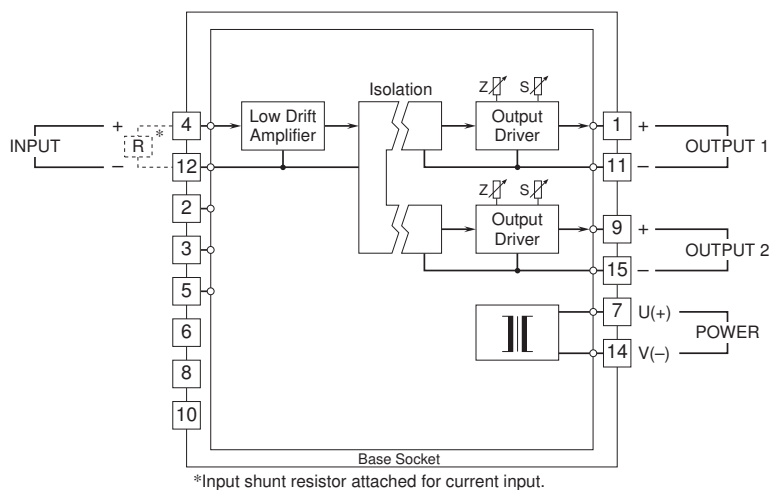 Isolation
Z S
INPUT
+
R
*
–
4
12
2
3
5
6
8
10
Low Drift
Amplifier
Output
Driver
1 +
11 –
OUTPUT 1
Z S
Output
Driver
9 +
15 –
OUTPUT 2
7 U(+)
14 V(–)
POWER
Base Socket
*Input shunt resistor attached for current input.